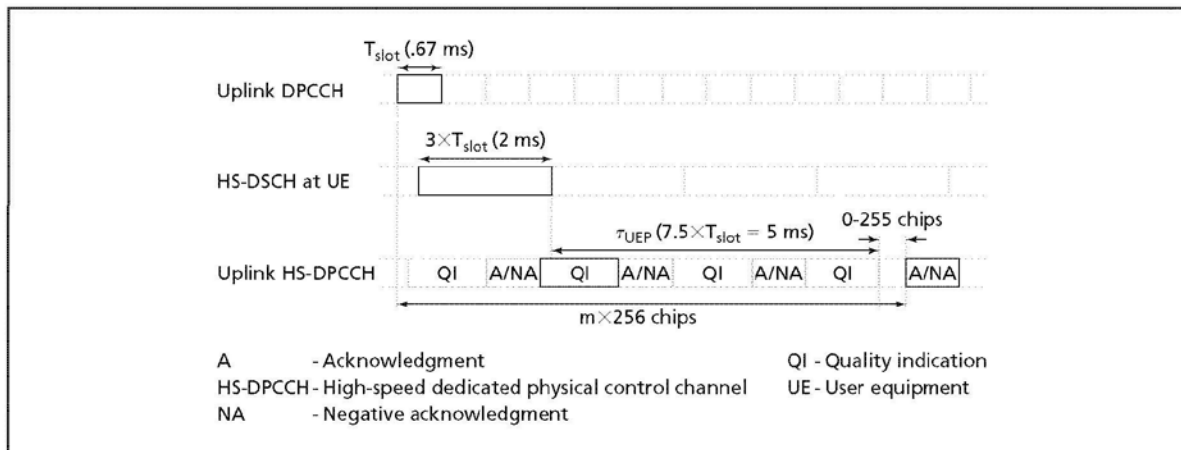 T_slot (.67 ms)
Uplink DPCCH
3×T_slot (2 ms)
HS-DSCH at UE
0-255 chips
τ_UEP (7.5×T_slot = 5 ms)
Uplink HS-DPCCH QI A/NA QI A/NA QI A/NA QI A/NA
m×256 chips
A - Acknowledgment QI - Quality indication
HS-DPCCH - High-speed dedicated physical control channel UE - User equipment
NA - Negative acknowledgment